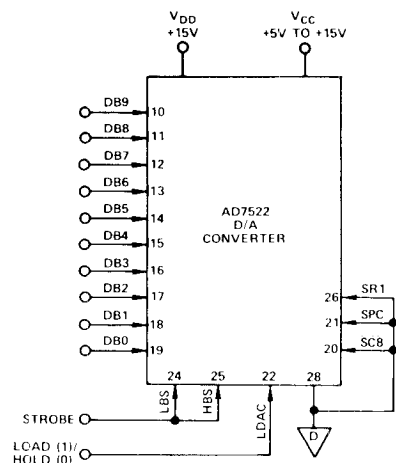 VDD
+15V
VCC
+5V TO +15V
DB9
10
DB8
11
DB7
12
DB6
13
DB5
14
DB4
15
DB3
16
DB2
17
DB1
18
DB0
19
AD7522
D/A
CONVERTER
26
SR1
21
SPC
20
SC8
24
25
22
28
LBS
HBS
LDAC
STROBE
LOAD (1)/
HOLD (0)
D